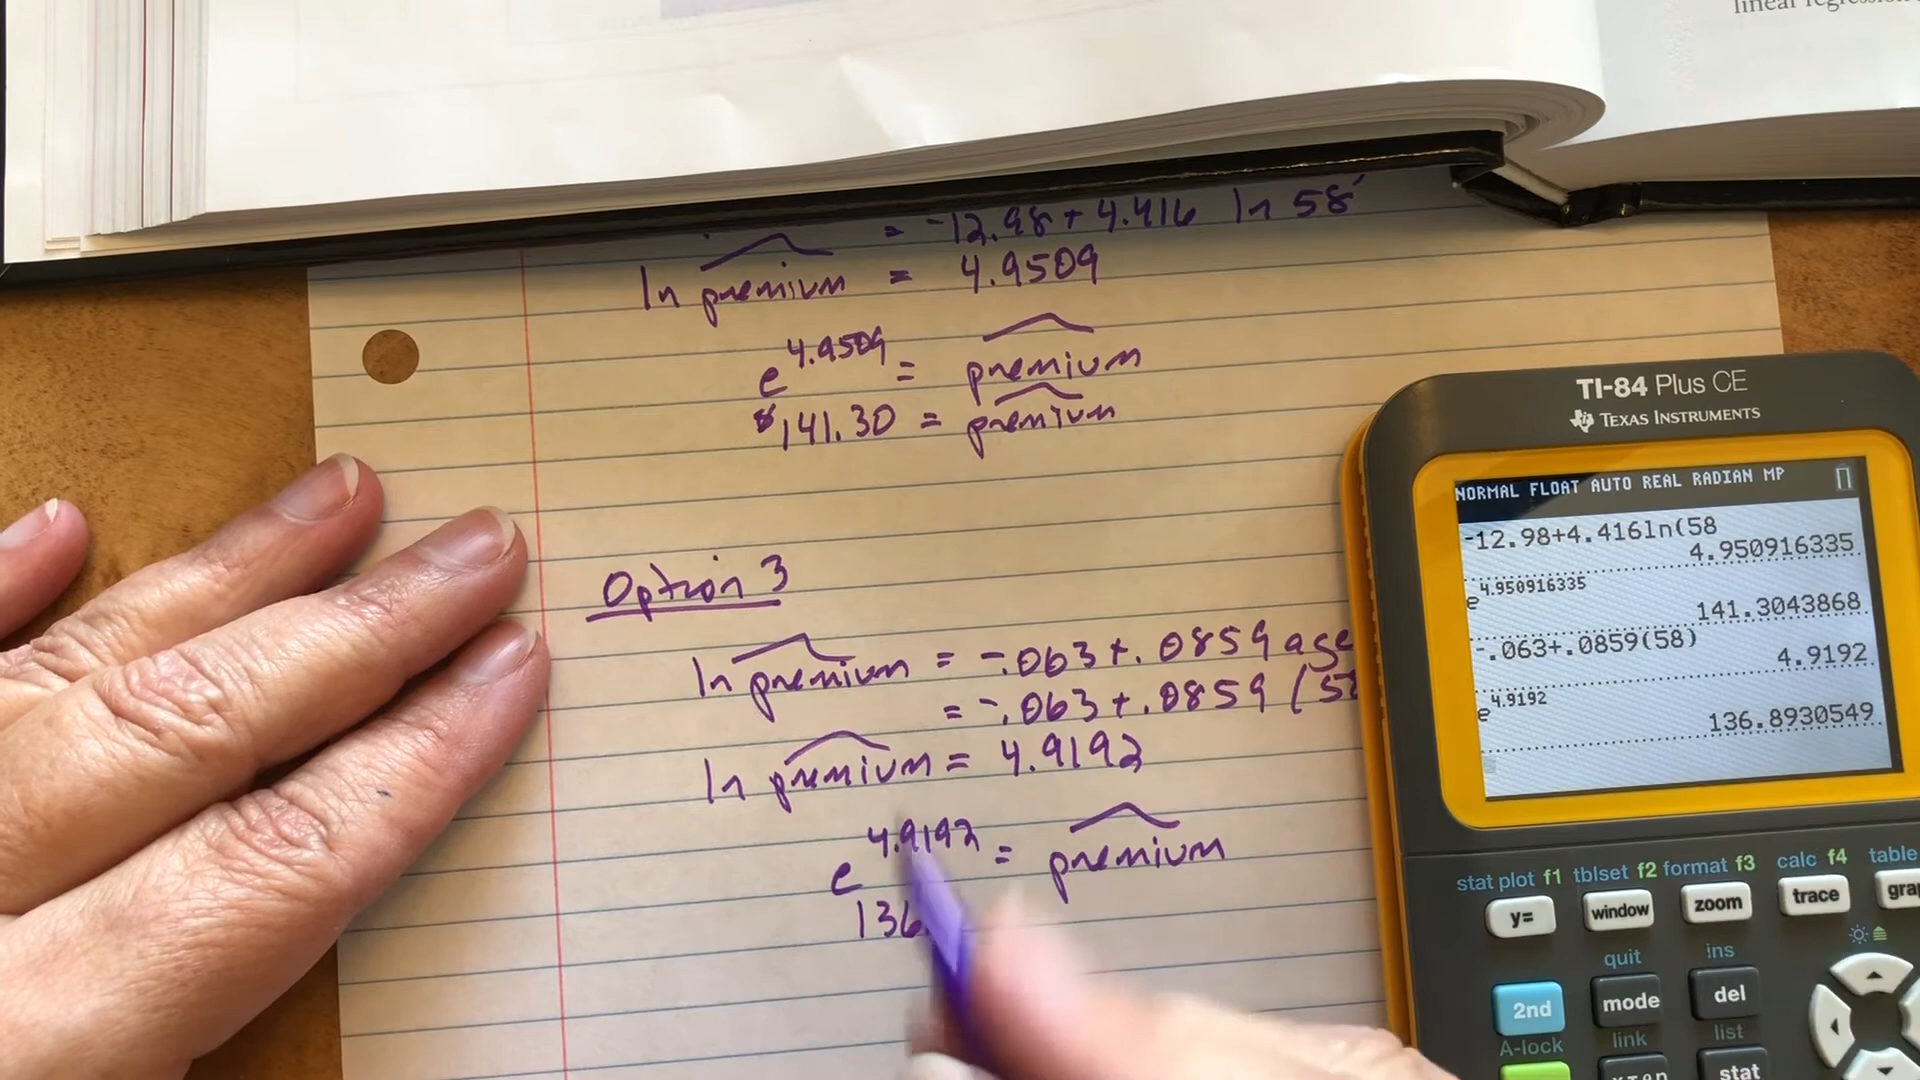 linear regression
= -12.98 + 4.416 ln 58
ln premium = 4.9509
e^4.9509 = premium
$141.30 = premium
Option 3
ln premium = -.063 + .0859 age
= -.063 + .0859 (58
ln premium = 4.9192
e^4.9192 = premium
136
TI-84 Plus CE
TEXAS INSTRUMENTS
NORMAL FLOAT AUTO REAL RADIAN MP
-12.98+4.416ln(58
4.950916335
e^4.950916335
141.3043868
-.063+.0859(58)
4.9192
e^4.9192
136.8930549
stat plot f1 tblset f2 format f3 calc f4 table
y= window zoom trace
quit ins
2nd mode del
A-lock link list
stat